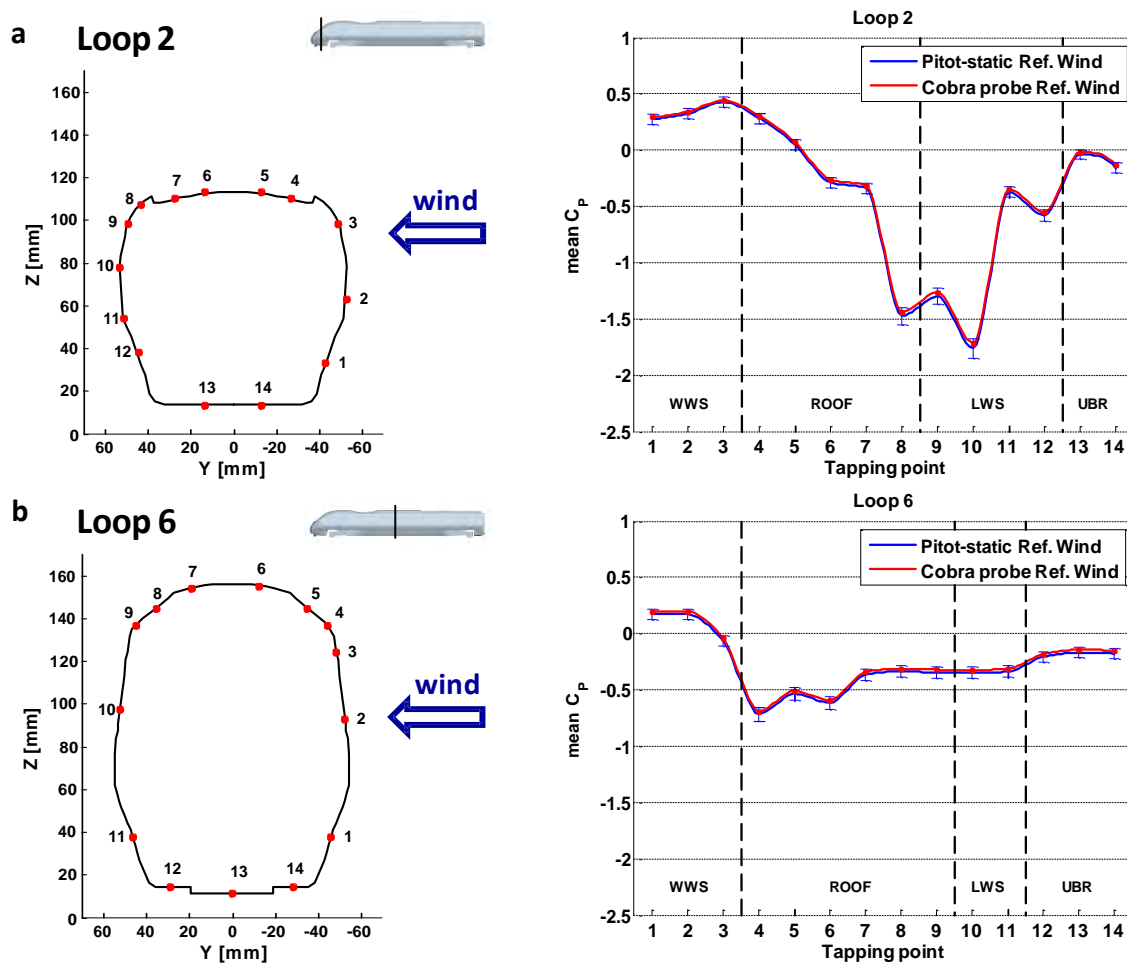 a
Loop 2
160
140
120
100
80
60
40
20
0
Z [mm]
60 40 20 0 -20 -40 -60
Y [mm]
8 7 6 5 4
9 3
10 2
11
12 1
13 14
wind
Loop 2
Pitot-static Ref. Wind
Cobra probe Ref. Wind
1
0.5
0
-0.5
-1
-1.5
-2
-2.5
mean CP
WWS ROOF LWS UBR
1 2 3 4 5 6 7 8 9 10 11 12 13 14
Tapping point
b
Loop 6
160
140
120
100
80
60
40
20
0
Z [mm]
60 40 20 0 -20 -40 -60
Y [mm]
7 6
8 5
9 4
3
10 2
11 1
12 13 14
wind
Loop 6
Pitot-static Ref. Wind
Cobra probe Ref. Wind
1
0.5
0
-0.5
-1
-1.5
-2
-2.5
mean CP
WWS ROOF LWS UBR
1 2 3 4 5 6 7 8 9 10 11 12 13 14
Tapping point